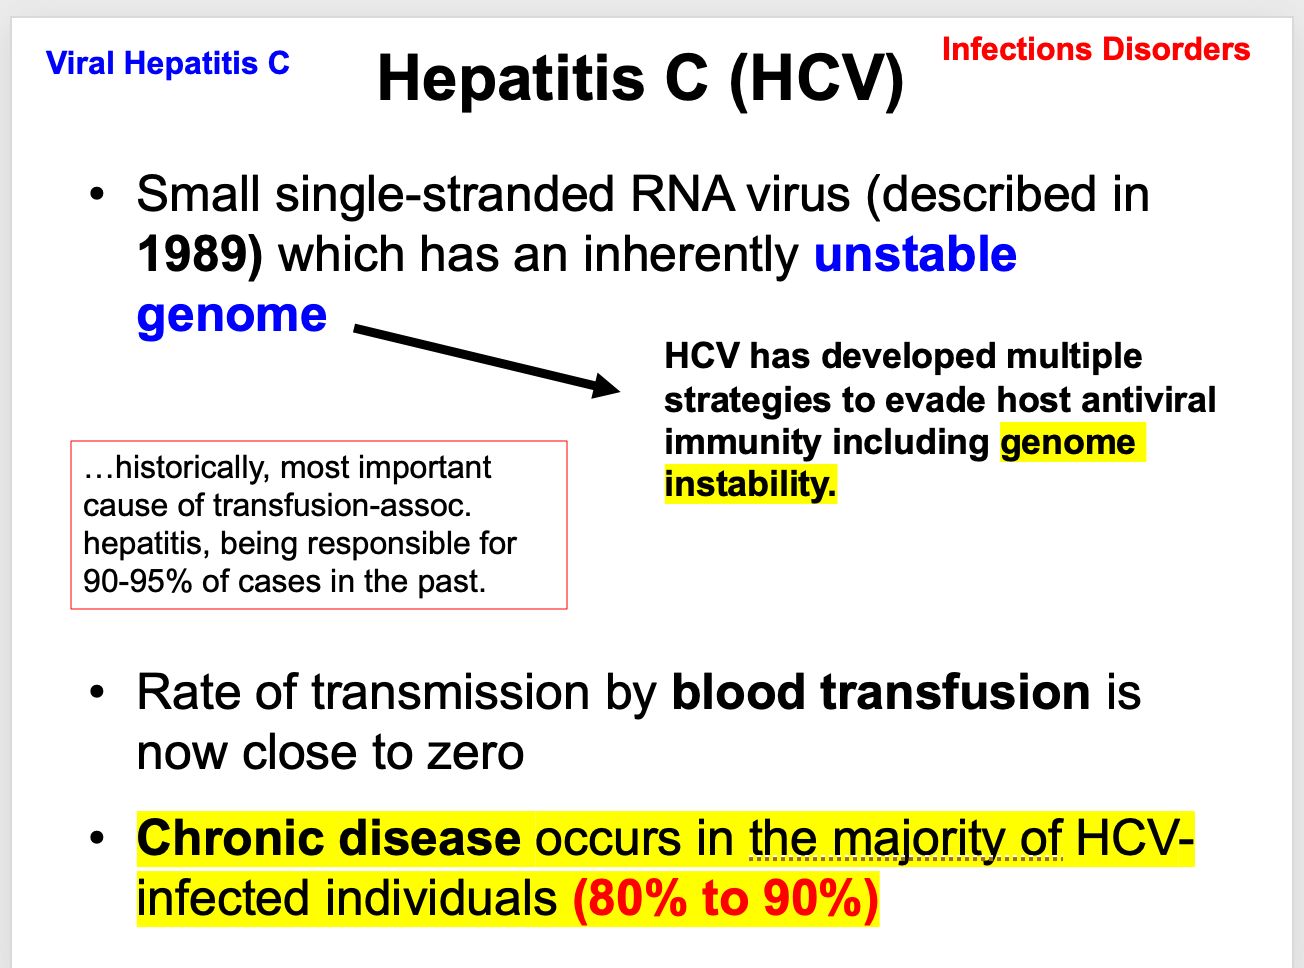 Viral Hepatitis C
Hepatitis C (HCV)
Infections Disorders
• Small single-stranded RNA virus (described in
1989) which has an inherently unstable
genome
HCV has developed multiple
strategies to evade host antiviral
immunity including genome
instability.
…historically, most important
cause of transfusion-assoc.
hepatitis, being responsible for
90-95% of cases in the past.
• Rate of transmission by blood transfusion is
now close to zero
• Chronic disease occurs in the majority of HCV-
infected individuals (80% to 90%)